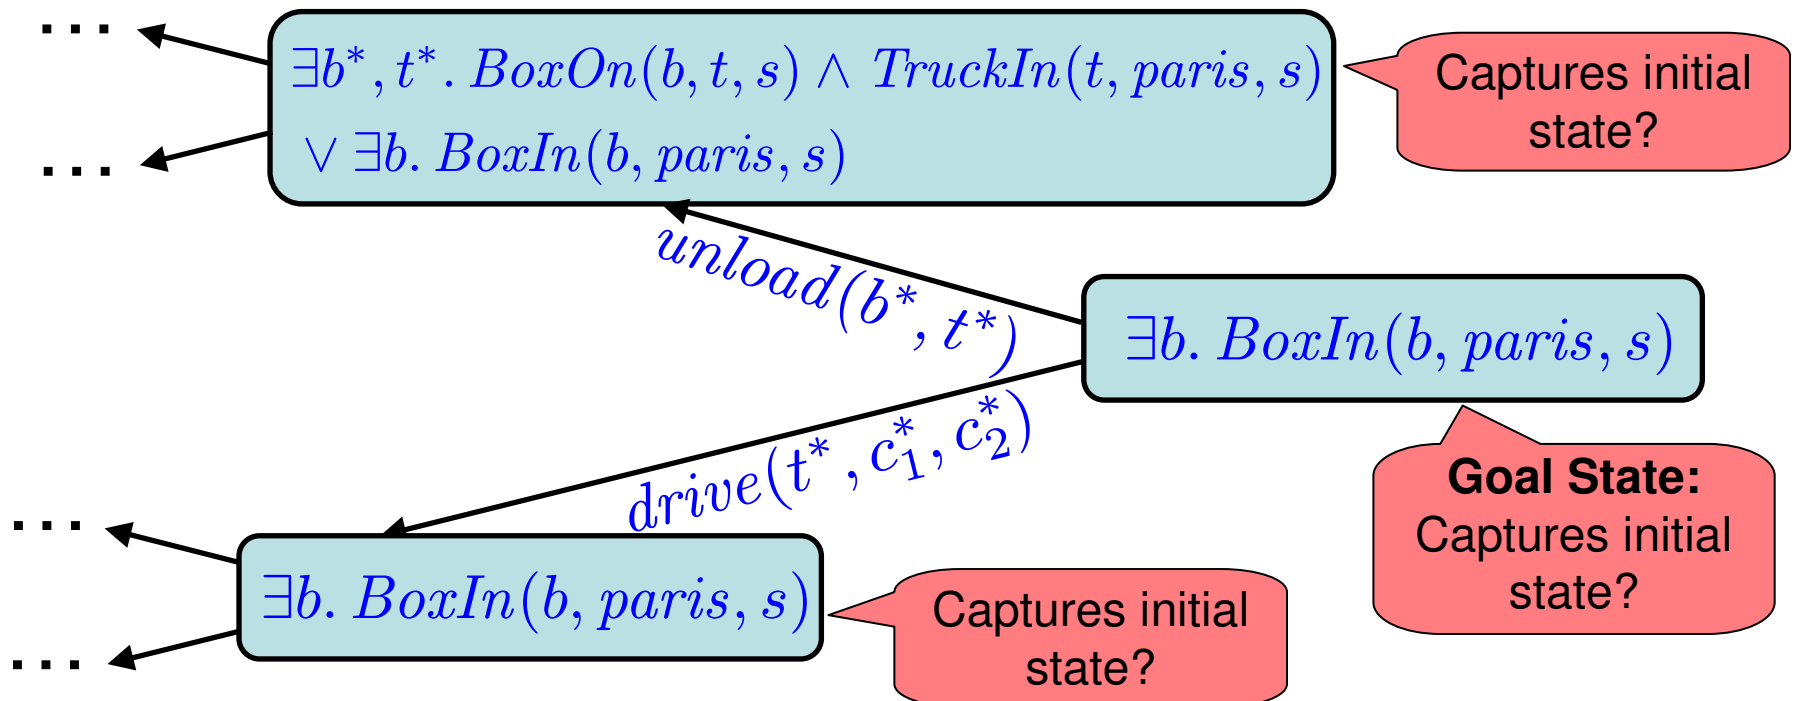 ...
∃b*, t*. BoxOn(b, t, s) ∧ TruckIn(t, paris, s)
∨ ∃b. BoxIn(b, paris, s)
...
Captures initial
state?
unload(b*, t*)
∃b. BoxIn(b, paris, s)
drive(t*, c₁*, c₂*)
Goal State:
Captures initial
state?
...
∃b. BoxIn(b, paris, s)
...
Captures initial
state?